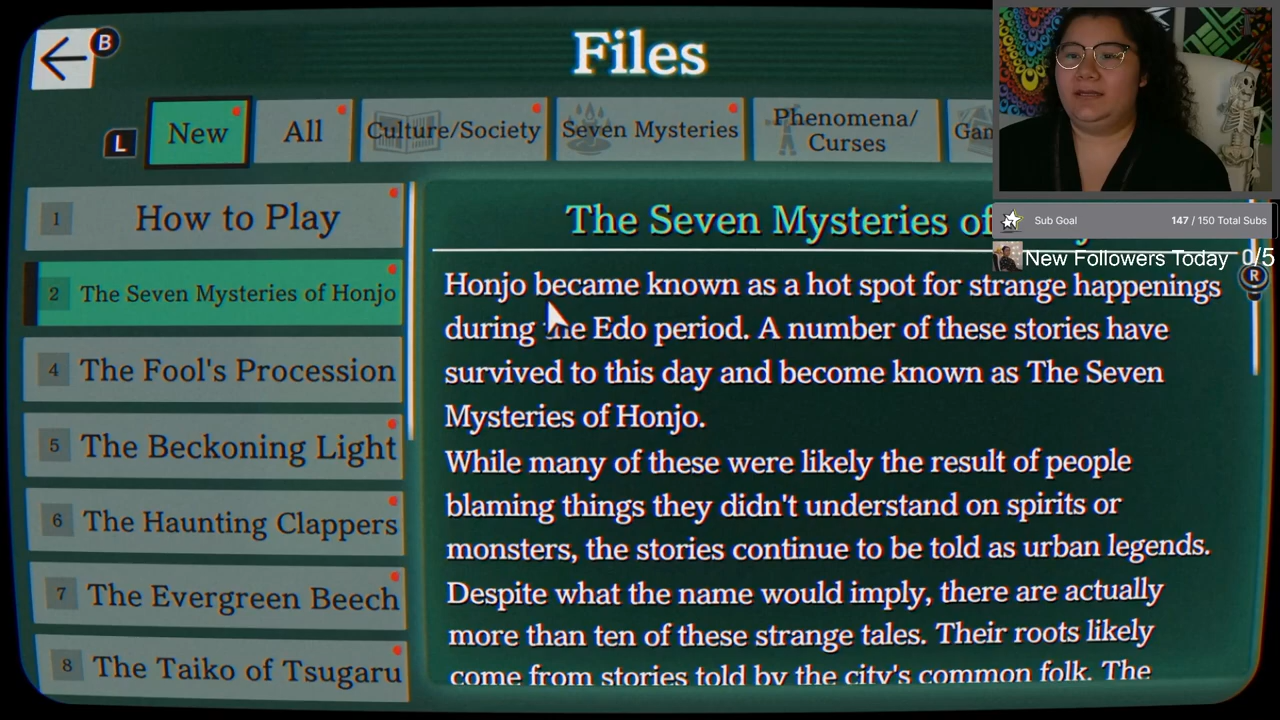 B
Files
L
New
All
Culture/Society
Seven Mysteries
Phenomena/
Curses
Sub Goal
147 / 150 Total Subs
New Followers Today 0/5
R
1 How to Play
2 The Seven Mysteries of Honjo
4 The Fool's Procession
5 The Beckoning Light
6 The Haunting Clappers
7 The Evergreen Beech
8 The Taiko of Tsugaru
The Seven Mysteries of
Honjo became known as a hot spot for strange happenings
during the Edo period. A number of these stories have
survived to this day and become known as The Seven
Mysteries of Honjo.
While many of these were likely the result of people
blaming things they didn't understand on spirits or
monsters, the stories continue to be told as urban legends.
Despite what the name would imply, there are actually
more than ten of these strange tales. Their roots likely
come from stories told by the city's common folk. The